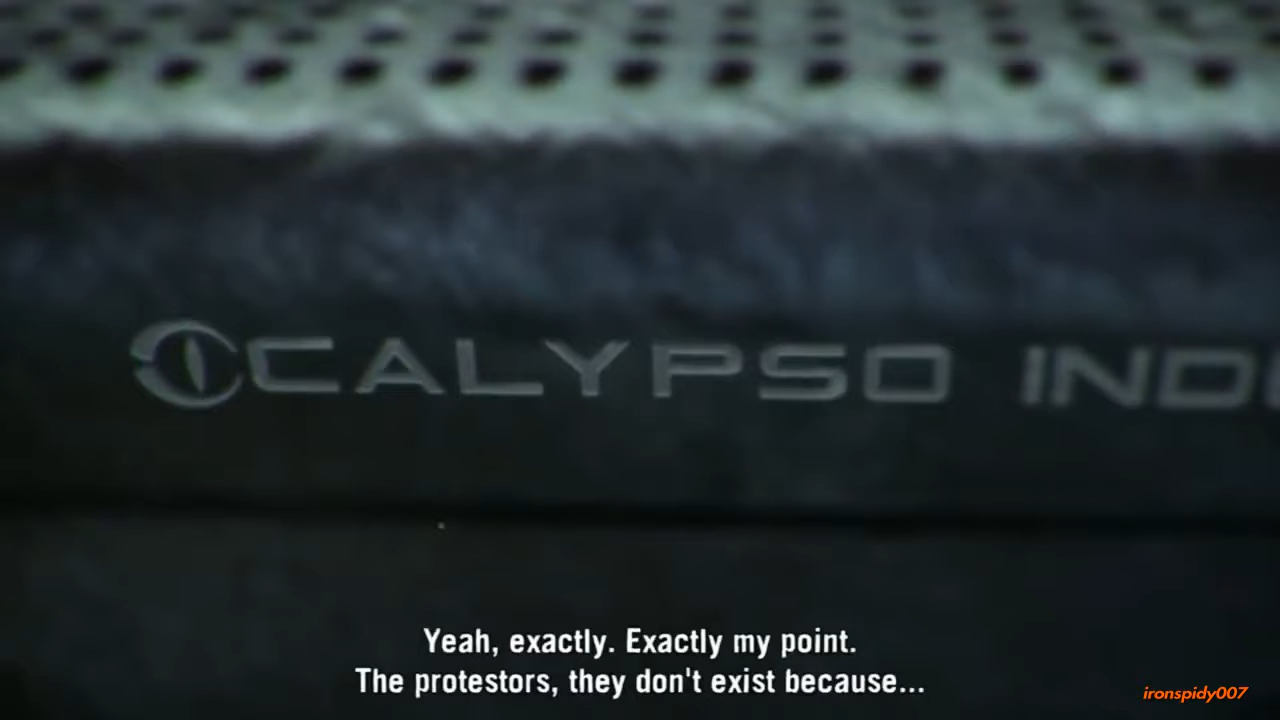 CALYPSO IND
Yeah, exactly. Exactly my point.
The protestors, they don't exist because...
ironspidy007